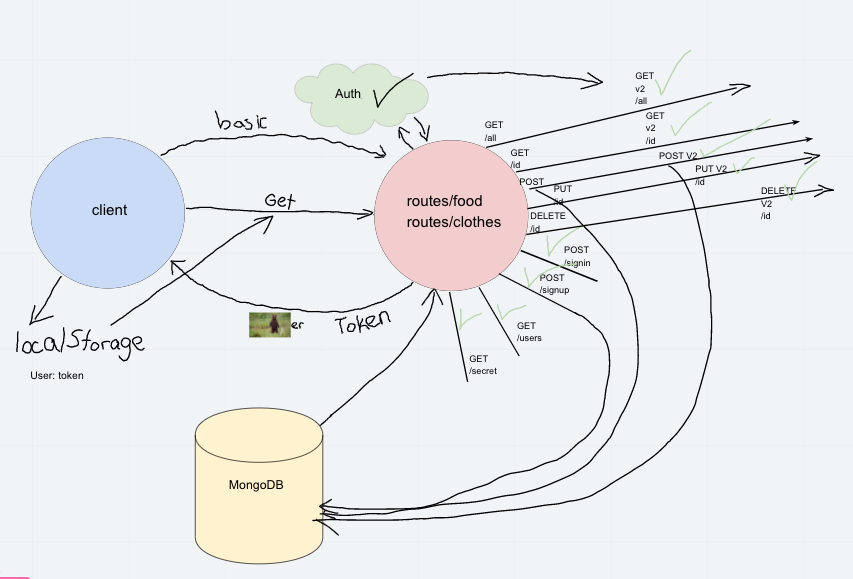 Auth
basic
client
Get
routes/food
routes/clothes
er Token
localStorage
User: token
MongoDB
GET
/all
GET
/id
POST
PUT
/id
DELETE
/id
GET
v2
/all
GET
v2
/id
POST V2
PUT V2
/id
DELETE
V2
/id
POST
/signin
POST
/signup
GET
/users
GET
/secret